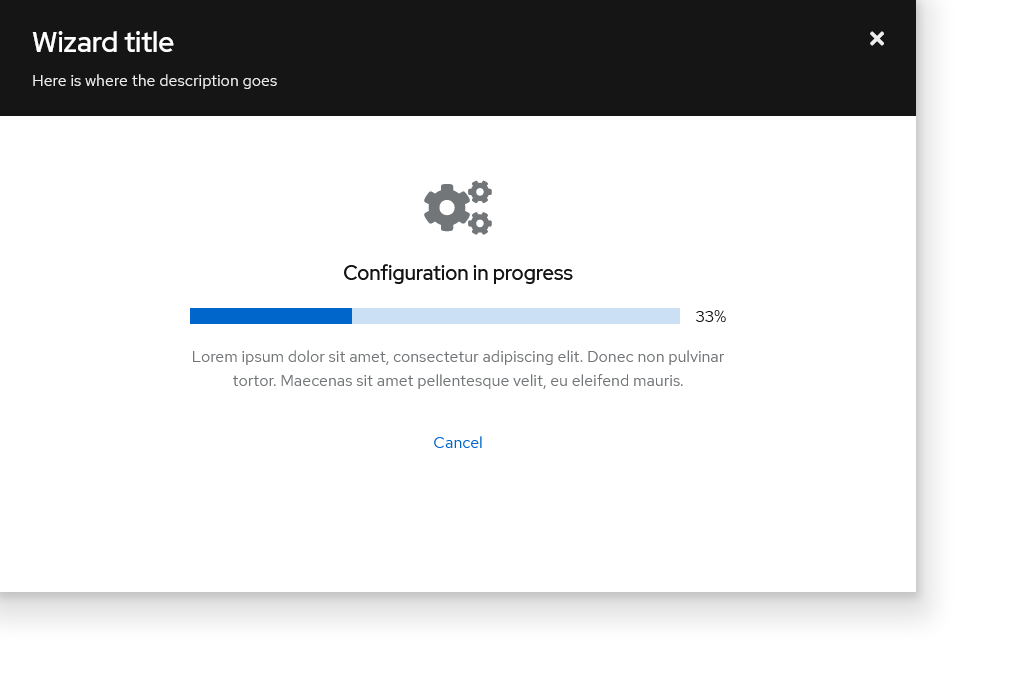 Wizard title
Here is where the description goes
Configuration in progress
33%
Lorem ipsum dolor sit amet, consectetur adipiscing elit. Donec non pulvinar
tortor. Maecenas sit amet pellentesque velit, eu eleifend mauris.
Cancel